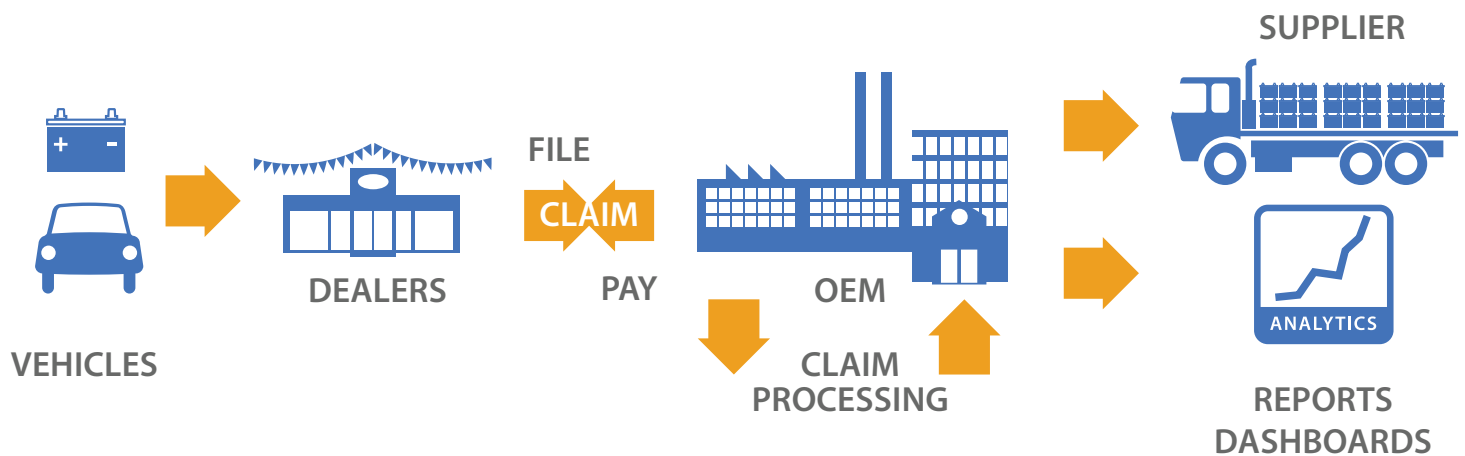 + -
VEHICLES
DEALERS
FILE
CLAIM
PAY
OEM
CLAIM
PROCESSING
SUPPLIER
ANALYTICS
REPORTS
DASHBOARDS